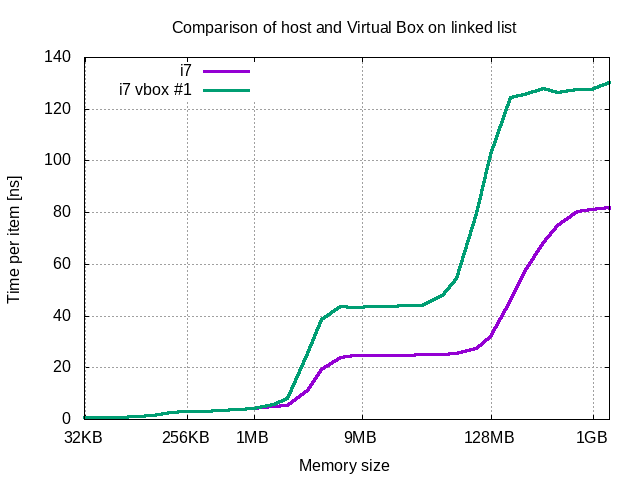 Comparison of host and Virtual Box on linked list
i7
i7 vbox #1
140
120
100
80
60
40
20
0
Time per item [ns]
32KB 256KB 1MB 9MB 128MB 1GB
Memory size